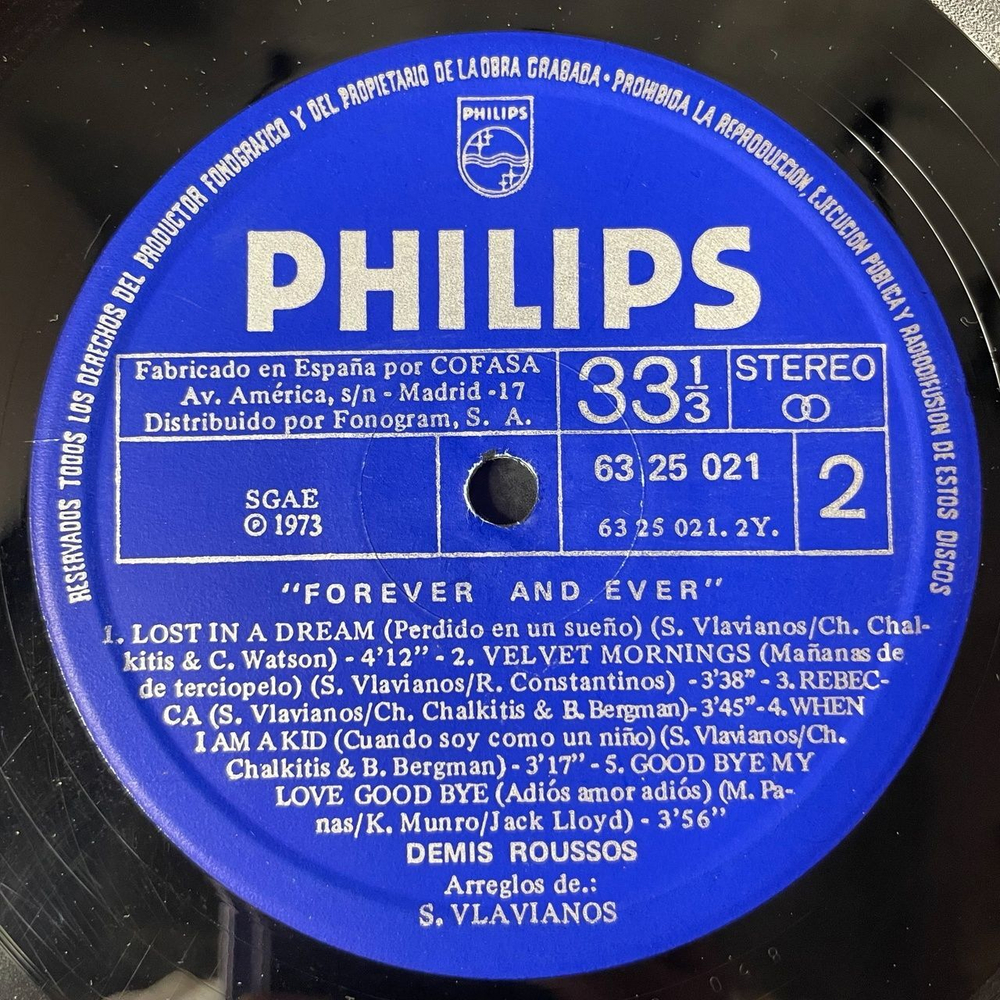 RESERVADOS TODOS LOS DERECHOS DEL PRODUCTOR FONOGRAFICO Y DEL PROPIETARIO DE LA OBRA GRABADA · PROHIBIDA LA REPRODUCCION, EJECUCION PUBLICA Y RADIODIFUSION DE ESTOS DISCOS
PHILIPS
PHILIPS
Fabricado en España por COFASA
Av. América, s/n - Madrid -17
Distribuido por Fonogram, S. A.
33 1/3
STEREO
63 25 021
63 25 021. 2Y.
2
SGAE
℗ 1973
"FOREVER AND EVER"
1. LOST IN A DREAM (Perdido en un sueño) (S. Vlavianos/Ch. Chal-
kitis & C. Watson) - 4'12" - 2. VELVET MORNINGS (Mañanas de
de terciopelo) (S. Vlavianos/R. Constantinos) -3'38" - 3. REBEC-
CA (S. Vlavianos/Ch. Chalkitis & B. Bergman)- 3'45"-4. WHEN
I AM A KID (Cuando soy como un niño) (S. Vlavianos/Ch.
Chalkitis & B. Bergman) - 3'17" - 5. GOOD BYE MY
LOVE GOOD BYE (Adiós amor adiós) (M. Pa-
nas/K. Munro/Jack Lloyd) - 3'56"
DEMIS ROUSSOS
Arreglos de.:
S. VLAVIANOS